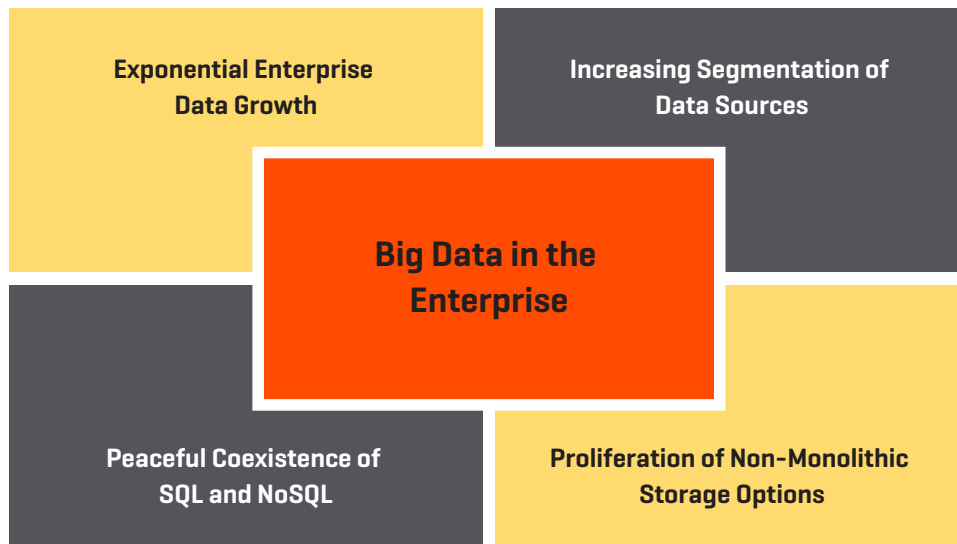 Exponential Enterprise
Data Growth
Increasing Segmentation of
Data Sources
Big Data in the
Enterprise
Peaceful Coexistence of
SQL and NoSQL
Proliferation of Non-Monolithic
Storage Options